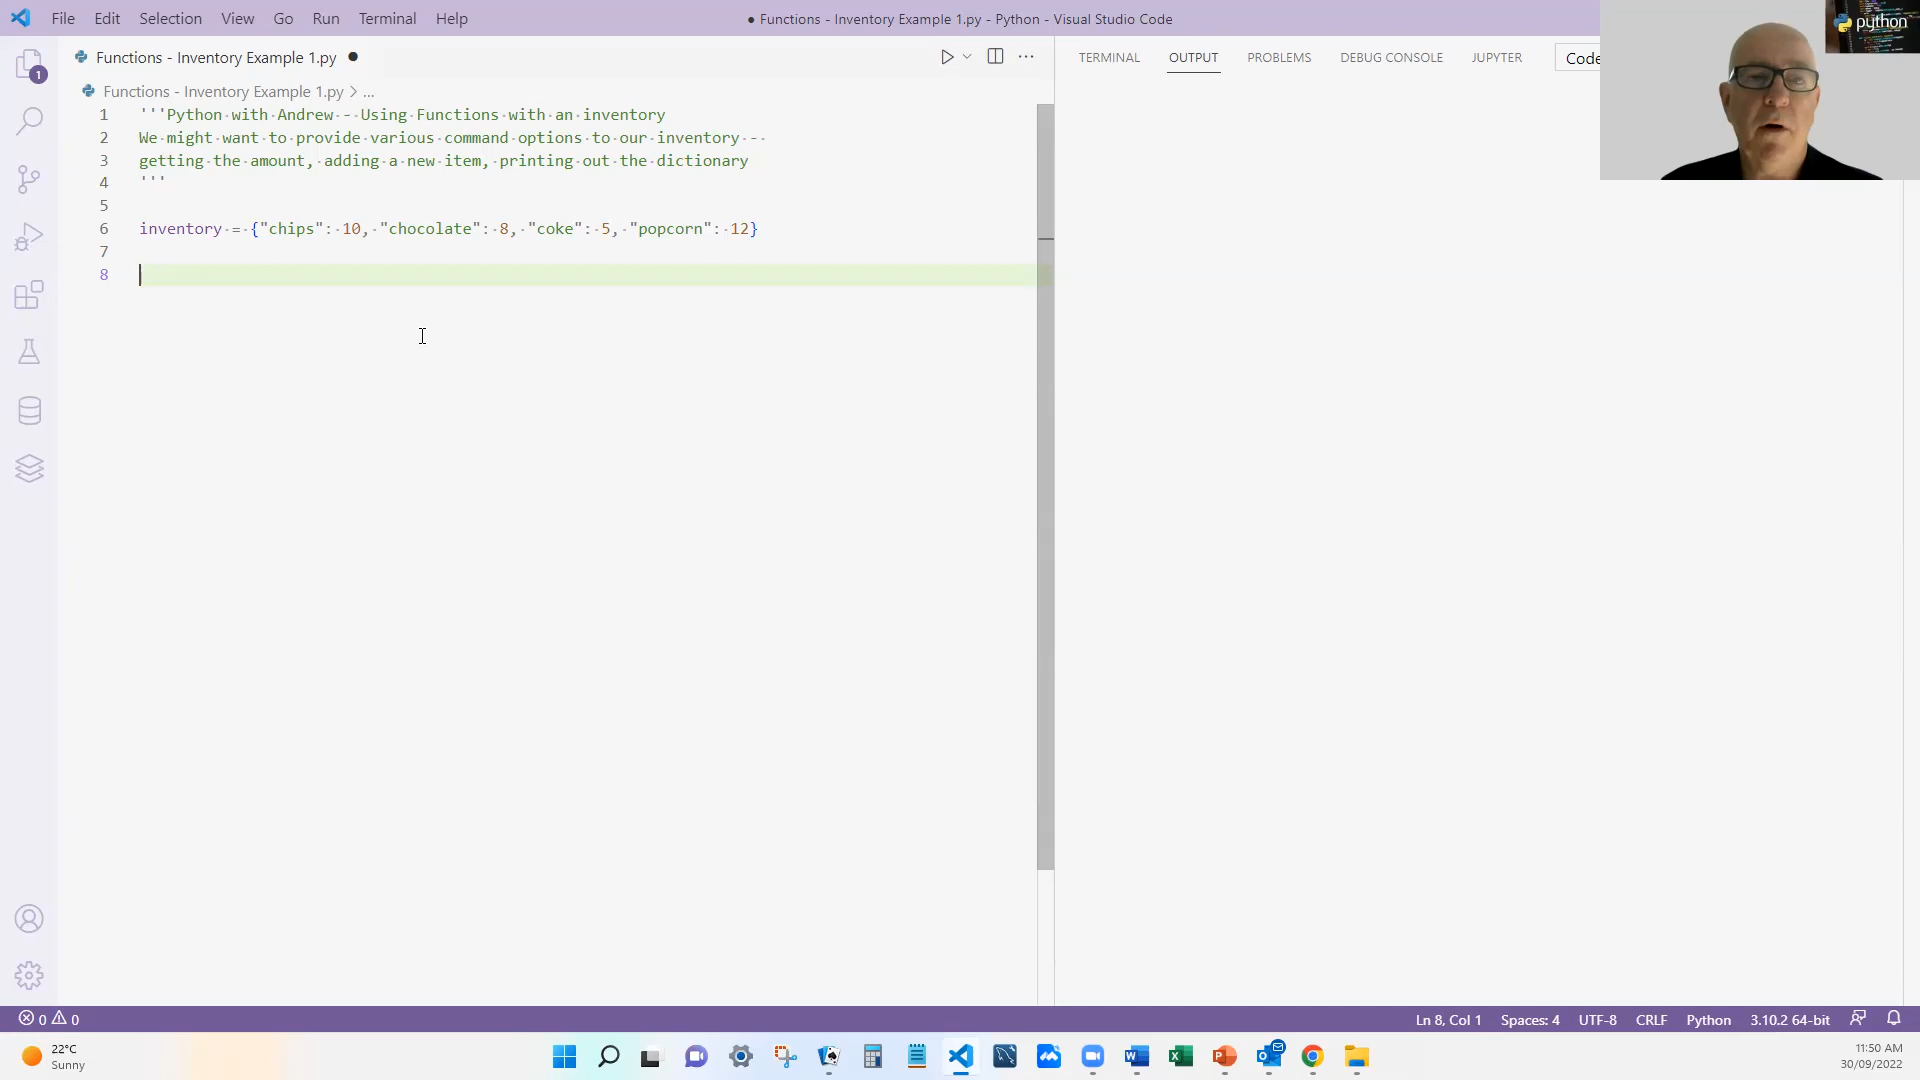 File Edit Selection View Go Run Terminal Help
● Functions - Inventory Example 1.py - Python - Visual Studio Code
python
Functions - Inventory Example 1.py ●
TERMINAL OUTPUT PROBLEMS DEBUG CONSOLE JUPYTER Code
Functions - Inventory Example 1.py > ...
1 '''Python with Andrew - Using Functions with an inventory
2 We might want to provide various command options to our inventory -
3 getting the amount, adding a new item, printing out the dictionary
4 '''
5
6 inventory = {"chips": 10, "chocolate": 8, "coke": 5, "popcorn": 12}
7
8
1
0 0
Ln 8, Col 1 Spaces: 4 UTF-8 CRLF Python 3.10.2 64-bit
22°C
Sunny
11:50 AM
30/09/2022